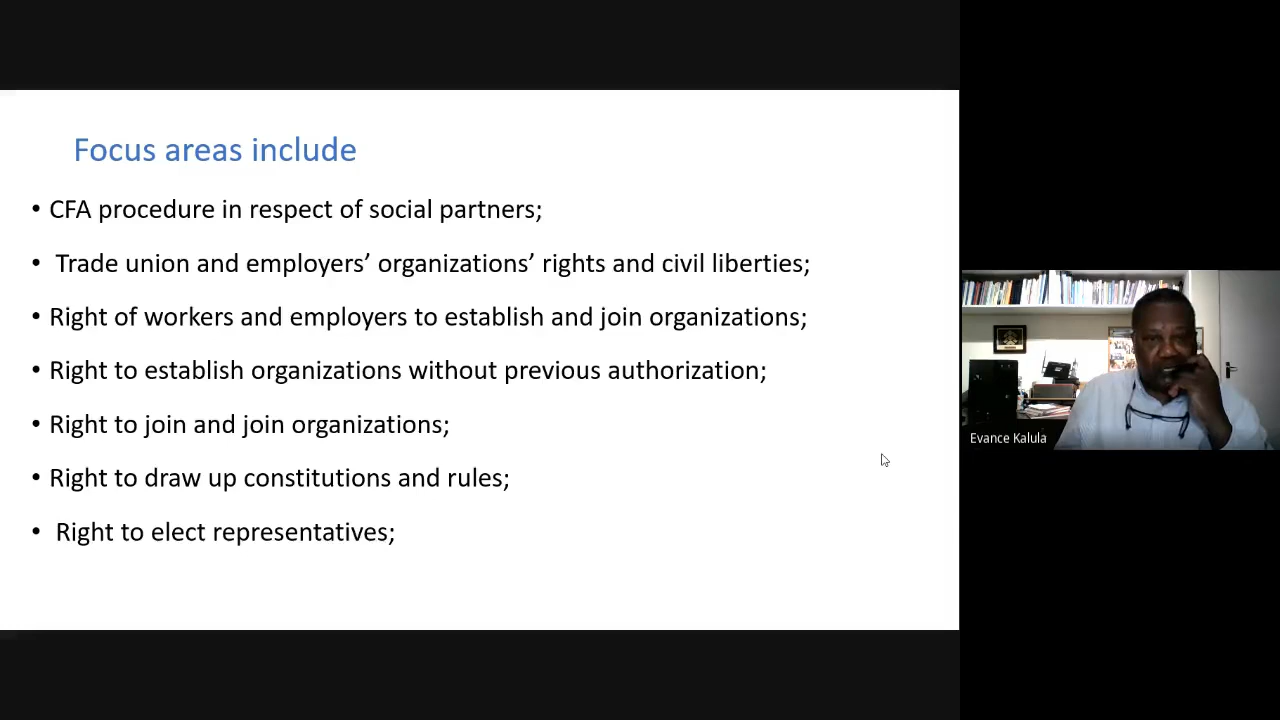 Focus areas include
• CFA procedure in respect of social partners;
• Trade union and employers’ organizations’ rights and civil liberties;
• Right of workers and employers to establish and join organizations;
• Right to establish organizations without previous authorization;
• Right to join and join organizations;
• Right to draw up constitutions and rules;
• Right to elect representatives;
Evance Kalula